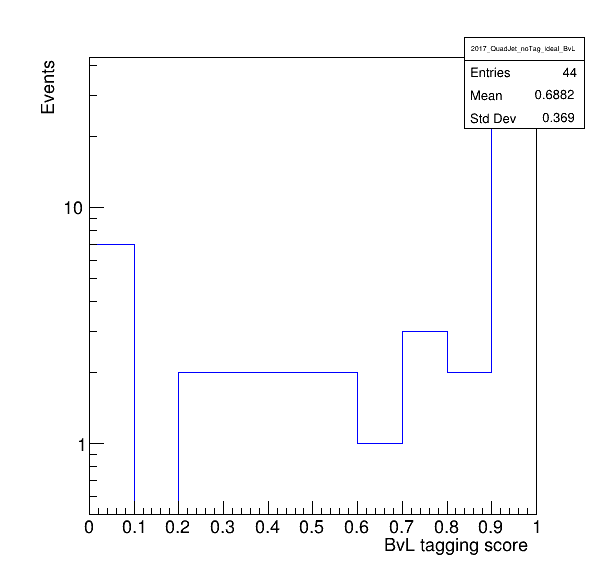 2017_QuadJet_noTag_ideal_BvL
Entries 44
Mean 0.6882
Std Dev 0.369
Events
10
1
0 0.1 0.2 0.3 0.4 0.5 0.6 0.7 0.8 0.9 1
BvL tagging score